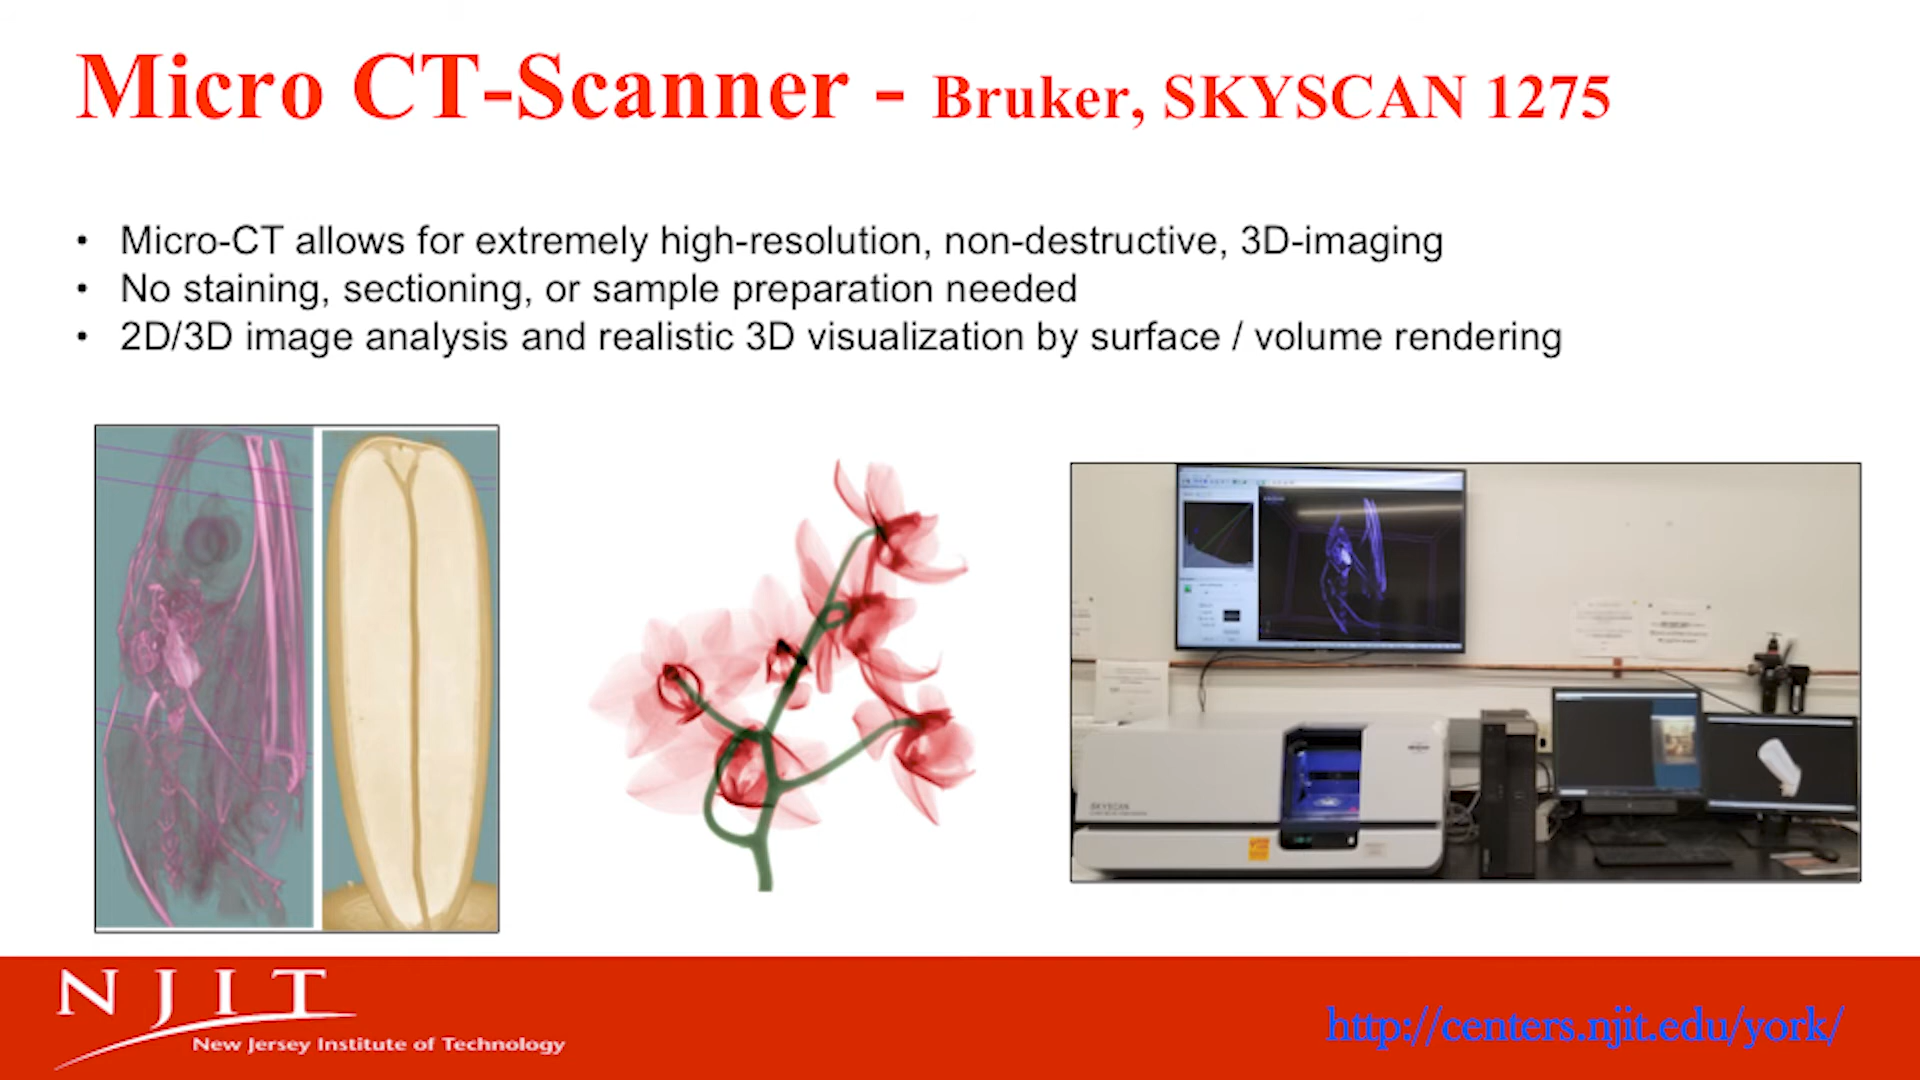 Micro CT-Scanner - Bruker, SKYSCAN 1275
• Micro-CT allows for extremely high-resolution, non-destructive, 3D-imaging
• No staining, sectioning, or sample preparation needed
• 2D/3D image analysis and realistic 3D visualization by surface / volume rendering
SKYSCAN
NJIT
New Jersey Institute of Technology
http://centers.njit.edu/york/